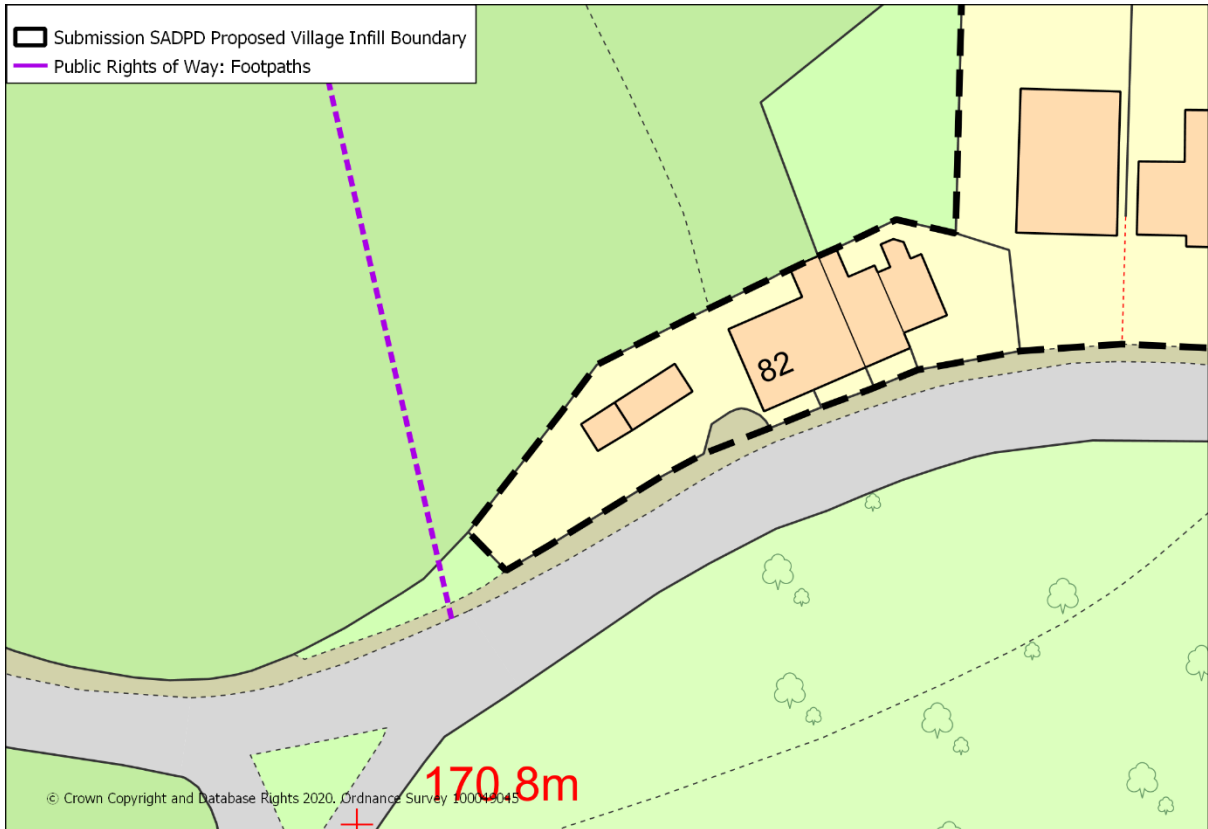 Submission SADPD Proposed Village Infill Boundary
Public Rights of Way: Footpaths
82
170.8m
© Crown Copyright and Database Rights 2020. Ordnance Survey 100049045